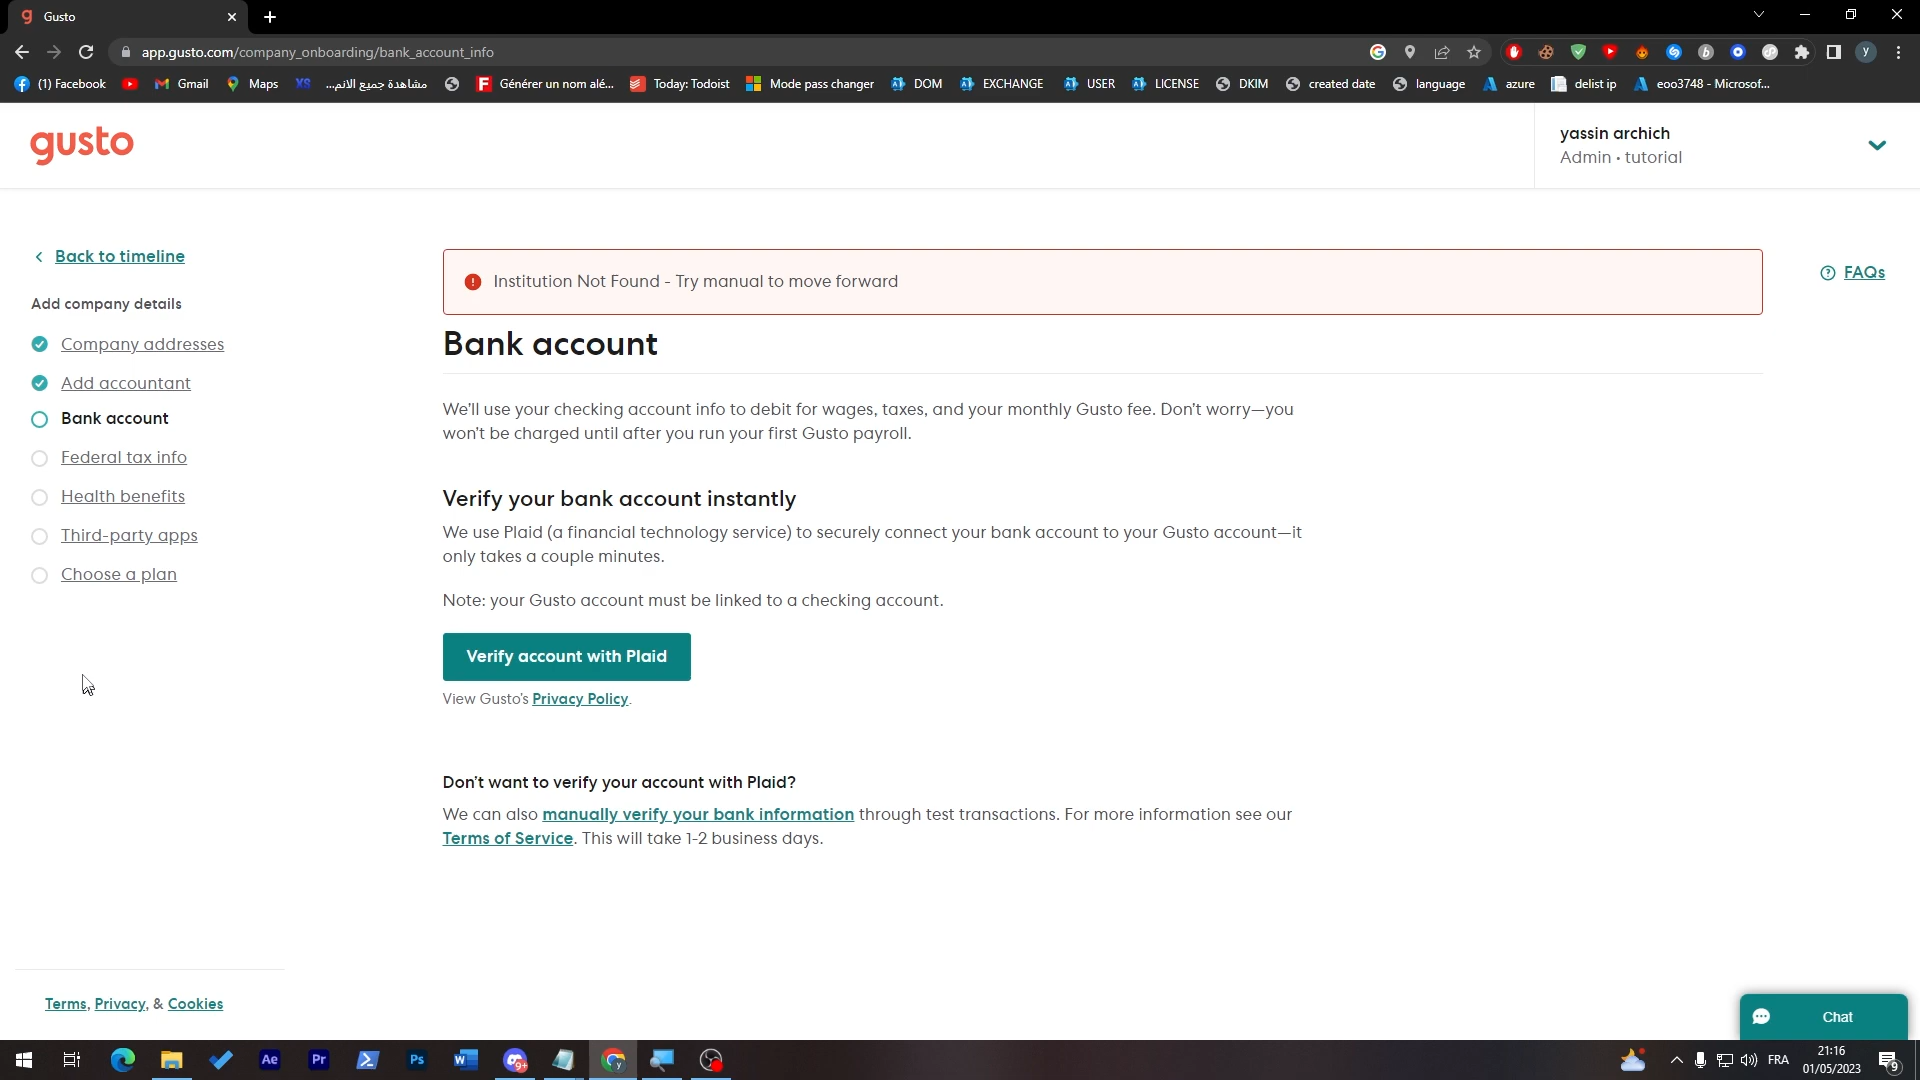 Gusto
app.gusto.com/company_onboarding/bank_account_info
(1) Facebook
Gmail
Maps
مشاهدة جميع الانم...
Générer un nom alé...
Today: Todoist
Mode pass changer
DOM
EXCHANGE
USER
LICENSE
DKIM
created date
language
azure
delist ip
eoo3748 - Microsof...
gusto
yassin archich
Admin • tutorial
Back to timeline
Add company details
Company addresses
Add accountant
Bank account
Federal tax info
Health benefits
Third-party apps
Choose a plan
Institution Not Found - Try manual to move forward
FAQs
Bank account
We'll use your checking account info to debit for wages, taxes, and your monthly Gusto fee. Don't worry—you
won't be charged until after you run your first Gusto payroll.
Verify your bank account instantly
We use Plaid (a financial technology service) to securely connect your bank account to your Gusto account—it
only takes a couple minutes.
Note: your Gusto account must be linked to a checking account.
Verify account with Plaid
View Gusto's Privacy Policy.
Don't want to verify your account with Plaid?
We can also manually verify your bank information through test transactions. For more information see our
Terms of Service. This will take 1-2 business days.
Terms, Privacy, & Cookies
Chat
Ae
Pr
Ps
W
9+
FRA
21:16
01/05/2023
9